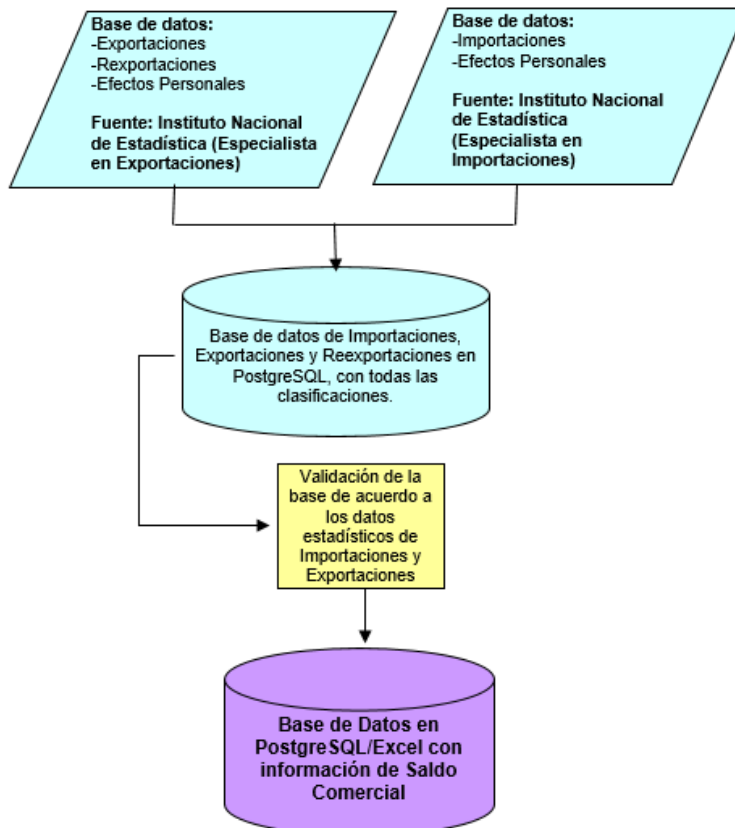 Base de datos:
-Exportaciones
-Rexportaciones
-Efectos Personales
Fuente: Instituto Nacional
de Estadística (Especialista
en Exportaciones)
Base de datos:
-Importaciones
-Efectos Personales
Fuente: Instituto Nacional
de Estadística
(Especialista en
Importaciones)
Base de datos de Importaciones,
Exportaciones y Reexportaciones en
PostgreSQL, con todas las
clasificaciones.
Validación de la
base de acuerdo a
los datos
estadísticos de
Importaciones y
Exportaciones
Base de Datos en
PostgreSQL/Excel con
información de Saldo
Comercial